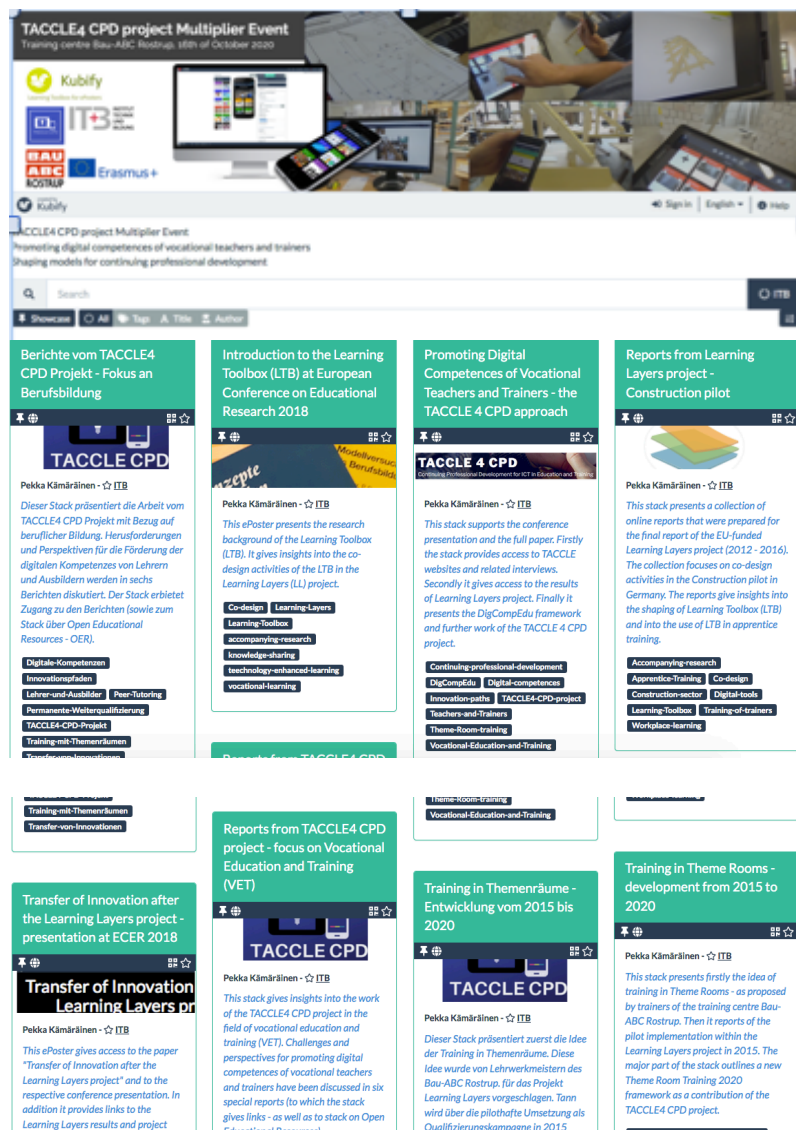 TACCLE4 CPD project Multiplier Event
Training centre Bau-ABC Rostrup, 16th of October 2020
Kubify
Learning Toolbox for ePosters
ITB
INSTITUT
TECHNIK
UND
BILDUNG
BAU
ABC
ROSTRUP
Erasmus+
Kubify
Sign in
English
Help
TACCLE4 CPD project Multiplier Event
Promoting digital competences of vocational teachers and trainers
Shaping models for continuing professional development
Search
ITB
Showcase
All
Tags
Title
Author
Berichte vom TACCLE4
CPD Projekt - Fokus an
Berufsbildung
TACCLE CPD
Pekka Kämäräinen - ☆ ITB
Dieser Stack präsentiert die Arbeit vom
TACCLE4 CPD Projekt mit Bezug auf
beruflicher Bildung. Herusforderungen
und Perspektiven für die Förderung der
digitalen Kompetenzes von Lehrern
und Ausbildern werden in sechs
Berichten diskutiert. Der Stack erbietet
Zugang zu den Berichten (sowie zum
Stack über Open Educational
Resources - OER).
Digitale-Kompetenzen
Innovationspfaden
Lehrer-und-Ausbilder Peer-Tutoring
Permanente-Weiterqualifizierung
TACCLE4-CPD-Projekt
Training-mit-Themenräumen
Transfer-von-Innovationen
Introduction to the Learning
Toolbox (LTB) at European
Conference on Educational
Research 2018
Modellversuc
Berufsbild
nzepte
Pekka Kämäräinen - ☆ ITB
This ePoster presents the research
background of the Learning Toolbox
(LTB). It gives insights into the co-
design activities of the LTB in the
Learning Layers (LL) project.
Co-design Learning-Layers
Learning-Toolbox
accompanying-research
knowledge-sharing
teechnology-enhanced-learning
vocational-learning
Reports from TACCLE4 CPD
Promoting Digital
Competences of Vocational
Teachers and Trainers - the
TACCLE 4 CPD approach
TACCLE 4 CPD
Continuing Professional Development for ICT in Education and Training
Pekka Kämäräinen - ☆ ITB
This stack supports the conference
presentation and the full paper. Firstly
the stack provides access to TACCLE
websites and related interviews.
Secondly it gives access to the results
of Learning Layers project. Finally it
presents the DigCompEdu framework
and further work of the TACCLE 4 CPD
project.
Continuing-professional-development
DigCompEdu Digital-competences
Innovation-paths TACCLE4-CPD-project
Teachers-and-Trainers
Theme-Room-training
Vocational-Education-and-Training
Reports from Learning
Layers project -
Construction pilot
Pekka Kämäräinen - ☆ ITB
This stack presents a collection of
online reports that were prepared for
the final report of the EU-funded
Learning Layers project (2012 - 2016).
The collection focuses on co-design
activities in the Construction pilot in
Germany. The reports give insights into
the shaping of Learning Toolbox (LTB)
and into the use of LTB in apprentice
training.
Accompanying-research
Apprentice-Training Co-design
Construction-sector Digital-tools
Learning-Toolbox Training-of-trainers
Workplace-learning
Training-mit-Themenräumen
Transfer-von-Innovationen
Transfer of Innovation after
the Learning Layers project -
presentation at ECER 2018
Transfer of Innovation
Learning Layers pr
Pekka Kämäräinen - ☆ ITB
This ePoster gives access to the paper
"Transfer of Innovation after the
Learning Layers project" and to the
respective conference presentation. In
addition it provides links to the
Learning Layers results and project
Reports from TACCLE4 CPD
project - focus on Vocational
Education and Training
(VET)
TACCLE CPD
Pekka Kämäräinen - ☆ ITB
This stack gives insights into the work
of the TACCLE4 CPD project in the
field of vocational education and
training (VET). Challenges and
perspectives for promoting digital
competences of vocational teachers
and trainers have been discussed in six
special reports (to which the stack
gives links - as well as to stack on Open
Educational Resources).
Theme-Room-training
Vocational-Education-and-Training
Training in Themenräume -
Entwicklung vom 2015 bis
2020
TACCLE CPD
Pekka Kämäräinen - ☆ ITB
Dieser Stack präsentiert zuerst die Idee
der Training in Themenräume. Diese
Idee wurde von Lehrwerkmeistern des
Bau-ABC Rostrup. für das Projekt
Learning Layers vorgeschlagen. Tann
wird über die pilothafte Umsetzung als
Qualifizierungskampagne in 2015
Workplace-learning
Training in Theme Rooms -
development from 2015 to
2020
Pekka Kämäräinen - ☆ ITB
This stack presents firstly the idea of
training in Theme Rooms - as proposed
by trainers of the training centre Bau-
ABC Rostrup. Then it reports of the
pilot implementation within the
Learning Layers project in 2015. The
major part of the stack outlines a new
Theme Room Training 2020
framework as a contribution of the
TACCLE4 CPD project.